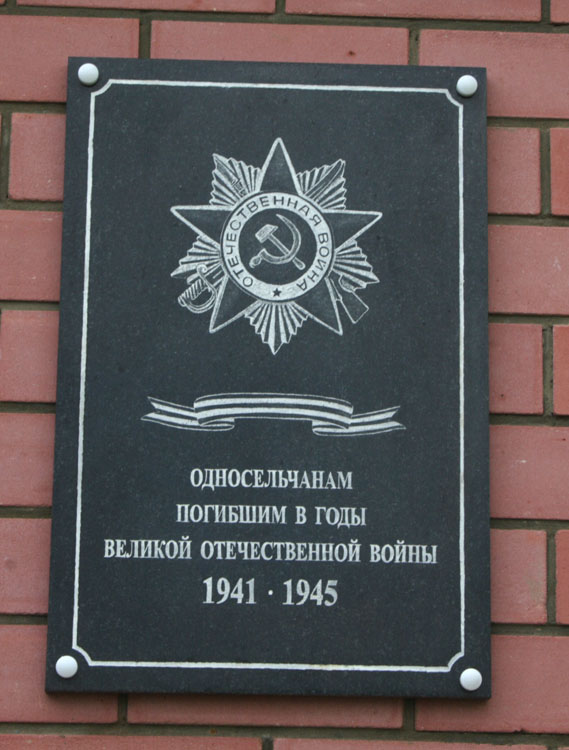 ОТЕЧЕСТВЕННАЯ ВОЙНА
ОДНОСЕЛЬЧАНАМ
ПОГИБШИМ В ГОДЫ
ВЕЛИКОЙ ОТЕЧЕСТВЕННОЙ ВОЙНЫ
1941 · 1945